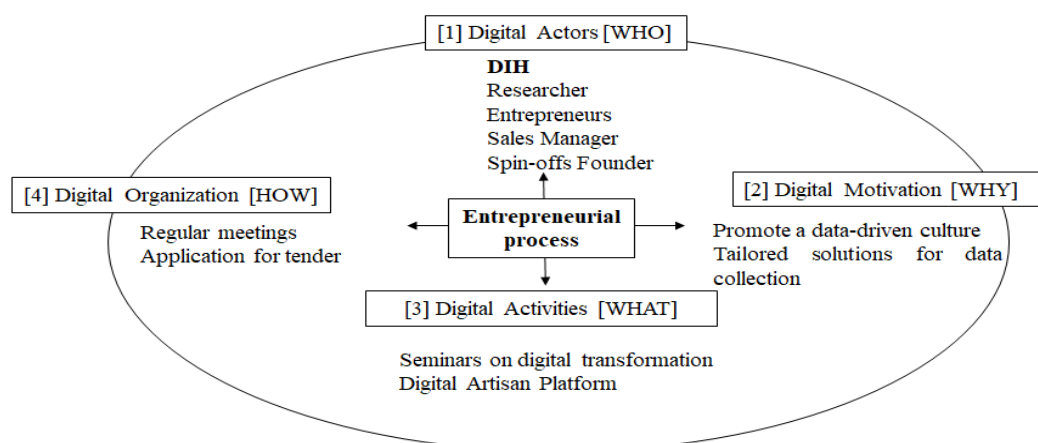 [1] Digital Actors [WHO]
DIH
Researcher
Entrepreneurs
Sales Manager
Spin-offs Founder
[4] Digital Organization [HOW]
Regular meetings
Application for tender
Entrepreneurial
process
[2] Digital Motivation [WHY]
Promote a data-driven culture
Tailored solutions for data
collection
[3] Digital Activities [WHAT]
Seminars on digital transformation
Digital Artisan Platform